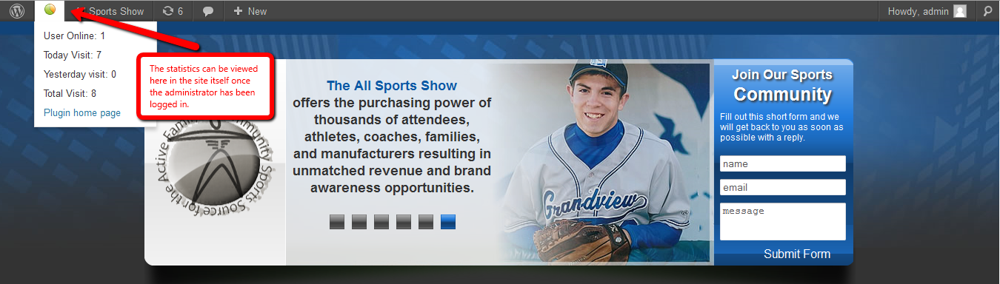 Sports Show
6
New
Howdy, admin
User Online: 1
Today Visit: 7
Yesterday visit: 0
Total Visit: 8
Plugin home page
The statistics can be viewed
here in the site itself once
the administrator has been
logged in.
Active Fam
mmunity Sports Source for the
The All Sports Show
offers the purchasing power of
thousands of attendees,
athletes, coaches, families,
and manufacturers resulting in
unmatched revenue and brand
awareness opportunities.
Grandview
Join Our Sports
Community
Fill out this short form and we
will get back to you as soon as
possible with a reply.
name
email
message
Submit Form